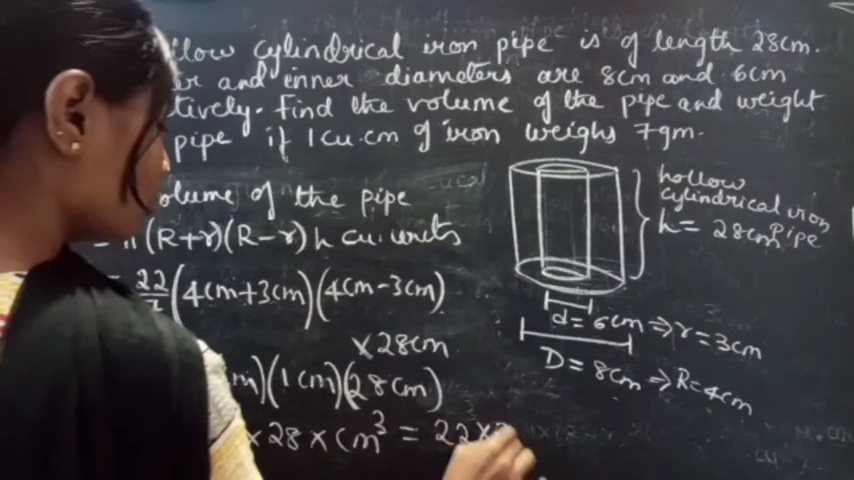 llow cylindrical iron pipe is of length 28cm.
er and inner diameters are 8cm and 6cm
tively. Find the volume of the pipe and weight
pipe if 1 cu.cm of iron weighs 7gm.
olume of the pipe
= π(R+r)(R-r)h cu.units
22/7 (4cm+3cm)(4cm-3cm)
×28cm
m)(1cm)(28cm)
×28×cm³ = 22×
hollow
cylindrical iron
pipe
h = 28cm
d = 6cm ⇒ r = 3cm
D = 8cm ⇒ R = 4cm